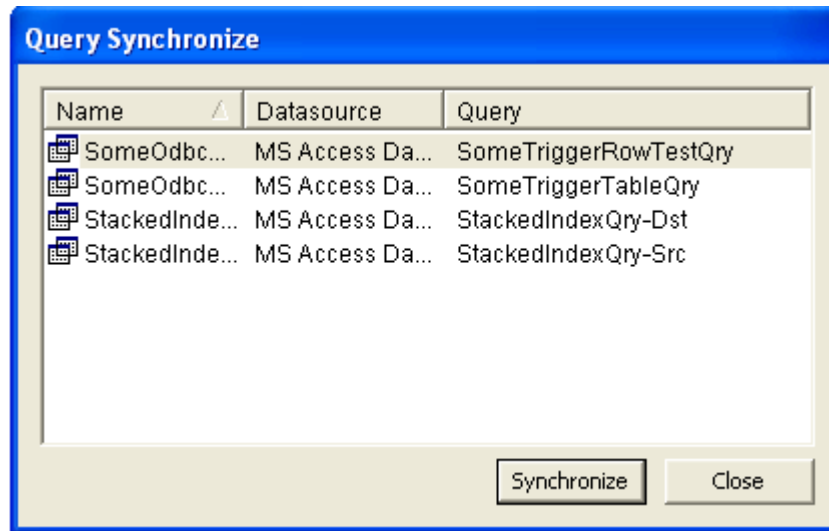 Query Synchronize
Name Datasource Query
SomeOdbc... MS Access Da... SomeTriggerRowTestQry
SomeOdbc... MS Access Da... SomeTriggerTableQry
StackedInde... MS Access Da... StackedIndexQry-Dst
StackedInde... MS Access Da... StackedIndexQry-Src
Synchronize Close